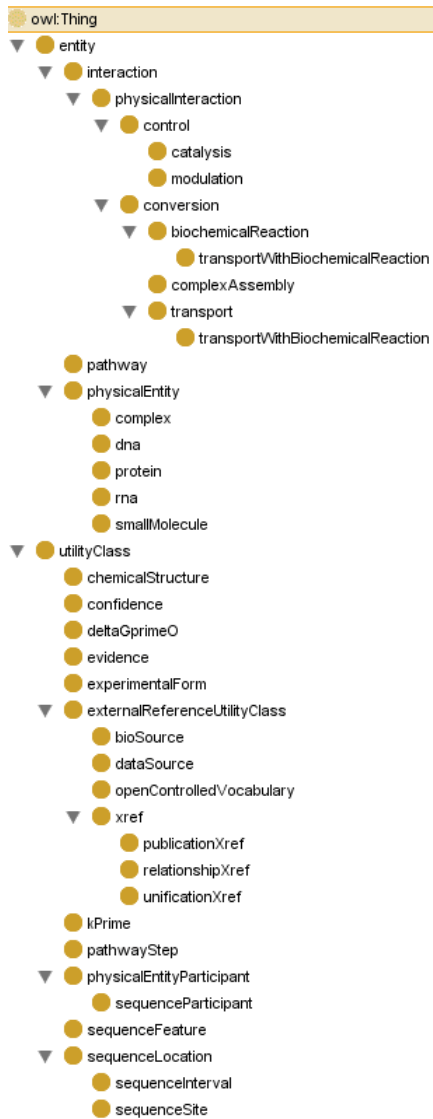 owl:Thing
entity
interaction
physicalInteraction
control
catalysis
modulation
conversion
biochemicalReaction
transportWithBiochemicalReaction
complexAssembly
transport
transportWithBiochemicalReaction
pathway
physicalEntity
complex
dna
protein
rna
smallMolecule
utilityClass
chemicalStructure
confidence
deltaGprimeO
evidence
experimentalForm
externalReferenceUtilityClass
bioSource
dataSource
openControlledVocabulary
xref
publicationXref
relationshipXref
unificationXref
kPrime
pathwayStep
physicalEntityParticipant
sequenceParticipant
sequenceFeature
sequenceLocation
sequenceInterval
sequenceSite